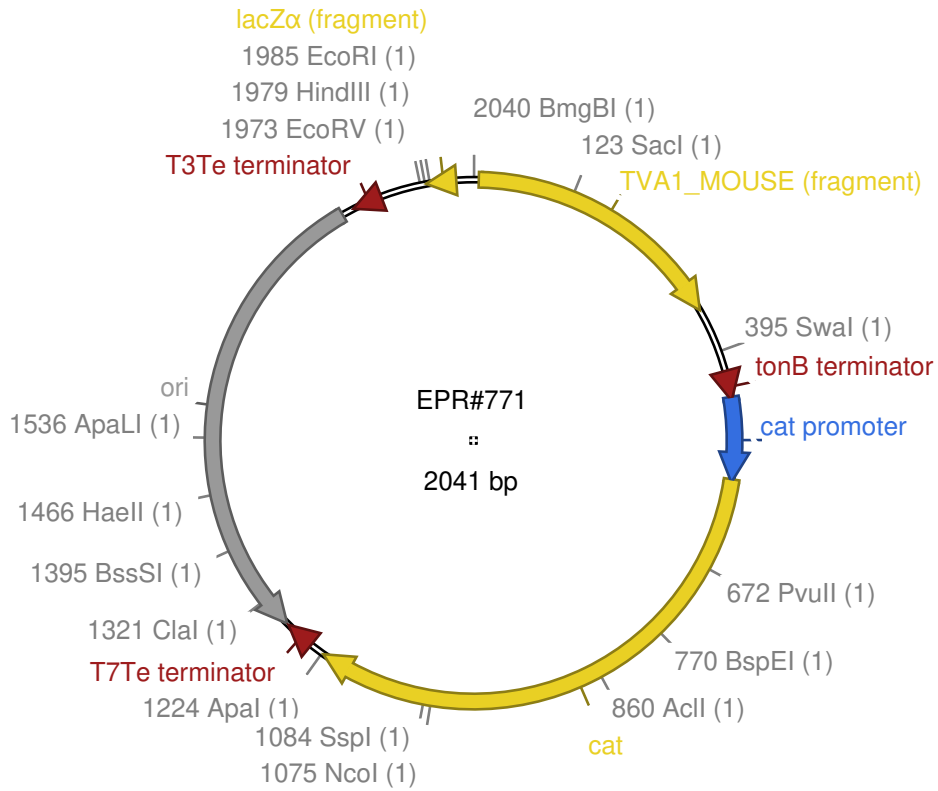 lacZα (fragment)
1985 EcoRI (1)
1979 HindIII (1)
1973 EcoRV (1)
T3Te terminator
2040 BmgBI (1)
123 SacI (1)
TVA1_MOUSE (fragment)
395 SwaI (1)
tonB terminator
cat promoter
EPR#771
2041 bp
ori
1536 ApaLI (1)
1466 HaeII (1)
1395 BssSI (1)
1321 ClaI (1)
T7Te terminator
1224 ApaI (1)
1084 SspI (1)
1075 NcoI (1)
672 PvuII (1)
770 BspEI (1)
860 AclI (1)
cat